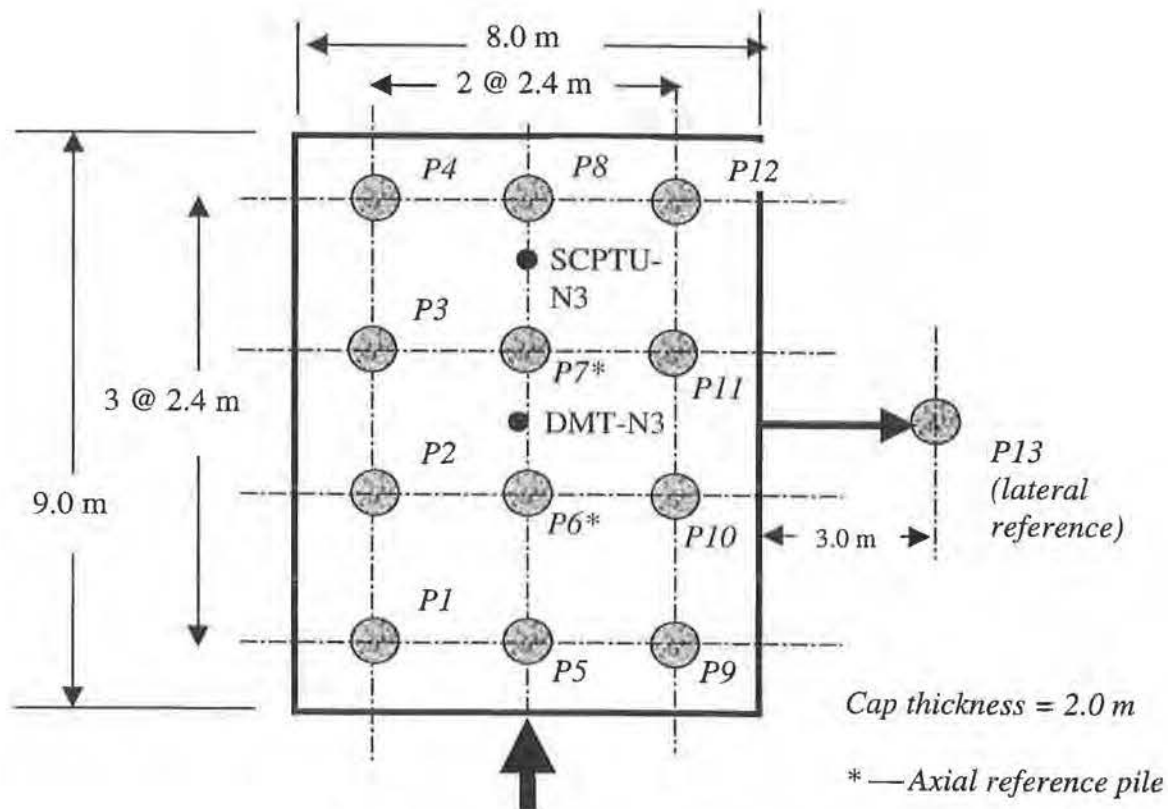 8.0 m
2 @ 2.4 m
P4
P8
P12
SCPTU-
N3
P3
P7*
P11
3 @ 2.4 m
DMT-N3
P13
(lateral
reference)
P2
9.0 m
P6*
P10
3.0 m
P1
P5
P9
Cap thickness = 2.0 m
* — Axial reference pile